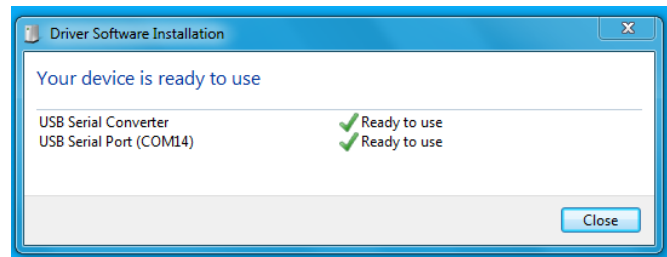 Driver Software Installation
Your device is ready to use
USB Serial Converter Ready to use
USB Serial Port (COM14) Ready to use
Close